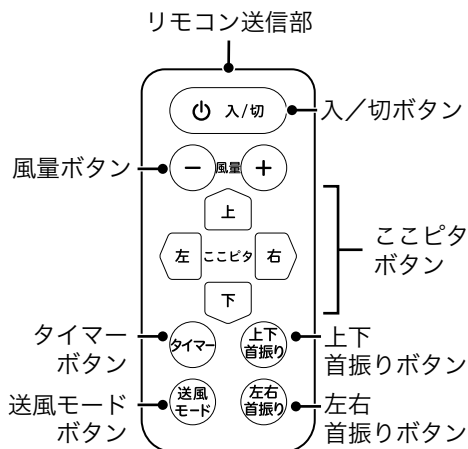 リモコン送信部
入/切
入／切ボタン
風量ボタン
− 風量 +
上
左 ここピタ 右
下
ここピタ
ボタン
タイマー
ボタン
タイマー
上下
首振り
上下
首振りボタン
送風モード
ボタン
送風
モード
左右
首振り
左右
首振りボタン